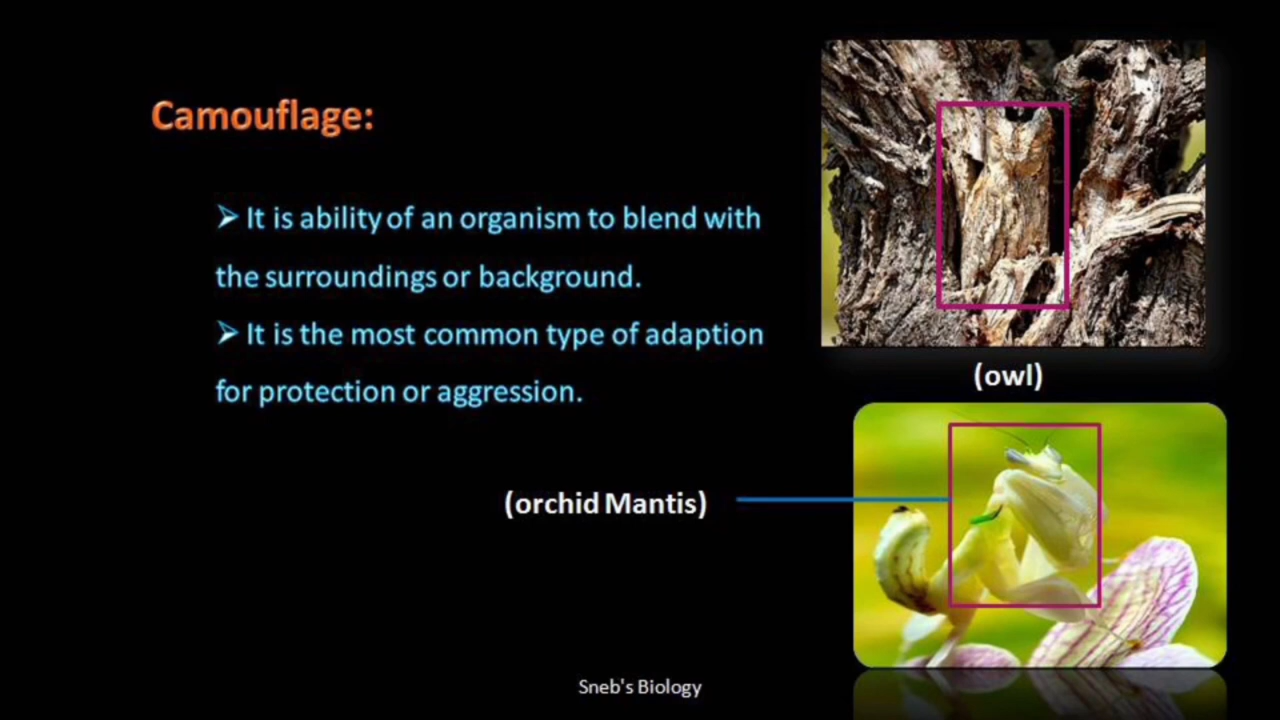 Camouflage:
➢ It is ability of an organism to blend with
the surroundings or background.
➢ It is the most common type of adaption
for protection or aggression.
(owl)
(orchid Mantis)
Sneb's Biology